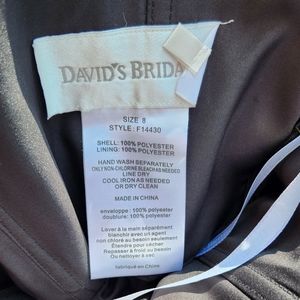 DAVID'S BRIDA
SIZE 8
STYLE: F14430
SHELL: 100% POLYESTER
LINING: 100% POLYESTER
HAND WASH SEPARATELY
ONLY NON-CHLORINE BLEACH AS NEEDED
LINE DRY
COOL IRON AS NEEDED
OR DRY CLEAN
MADE IN CHINA
enveloppe: 100% polyester
doublure: 100% polyester
Laver à la main séparément
blanchir avec un agent
non chloré au besoin seulement
Étendre pour sécher
Repasser à froid au besoin
Ou nettoyer à sec
fabriqué en Chine